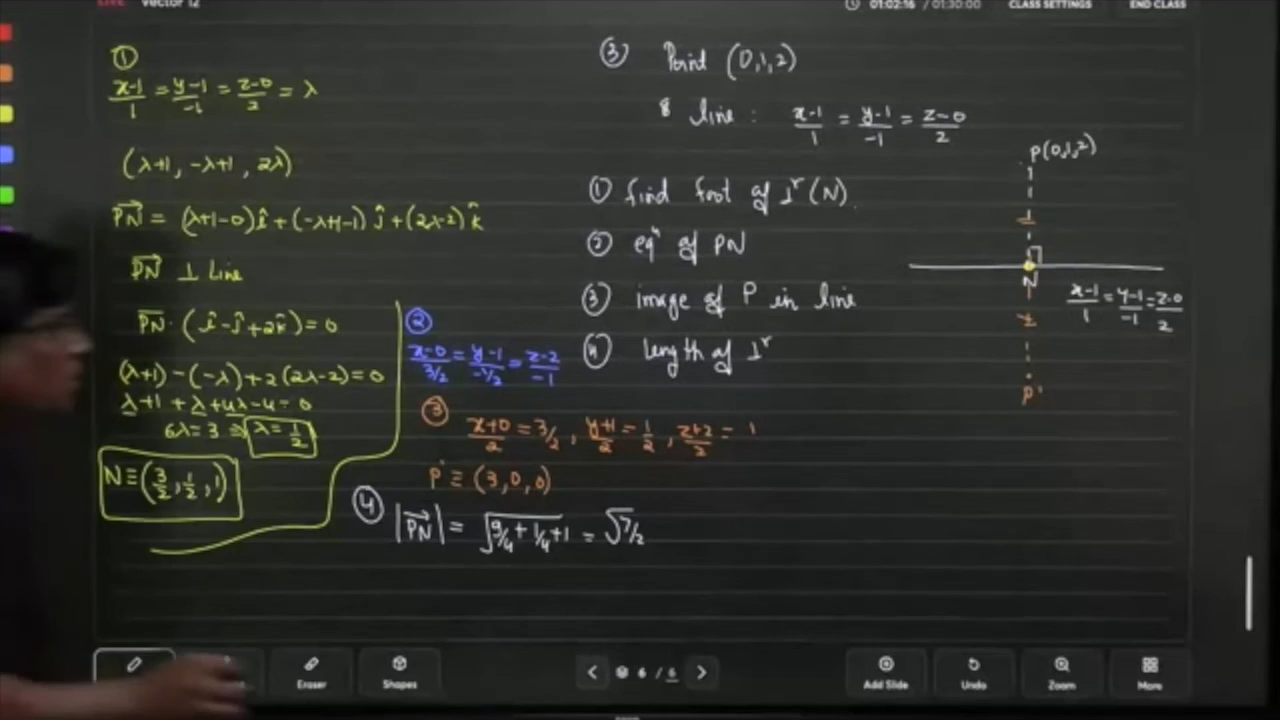 LIVE Vector 12
01:02:16 / 01:30:00 CLASS SETTINGS END CLASS
①
x-1/1 = y-1/-1 = z-0/2 = λ
(λ+1, -λ+1, 2λ)
PN = (λ+1-0)î + (-λ+1-1)ĵ + (2λ-2)k̂
PN ⊥ Line
PN · (î-ĵ+2k̂) = 0
(λ+1) - (-λ) + 2(2λ-2) = 0
λ+1 + λ+4λ-4 = 0
6λ = 3 ⇒ λ = 1/2
N ≡ (3/2, 1/2, 1)
②
x-0/3/2 = y-1/-1/2 = z-2/-1
③
x+0/2 = 3/2, y+1/2 = 1/2, z+2/2 = 1
P' ≡ (3, 0, 0)
④ |PN| = √9/4 + 1/4 + 1 = √7/2
③ Point (0,1,2)
& line : x-1/1 = y-1/-1 = z-0/2
① find foot of ⊥r (N).
② eqn of PN
③ image of P in line
④ length of ⊥r
P(0,1,2)
N
x-1/1 = y-1/-1 = z-0/2
P'
Eraser Shapes 6 / 6 Add Slide Undo Zoom More